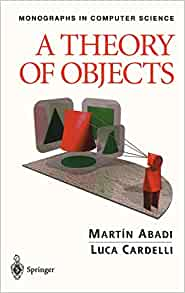 MONOGRAPHS IN COMPUTER SCIENCE
A THEORY OF OBJECTS
MARTÍN ABADI
LUCA CARDELLI
Springer